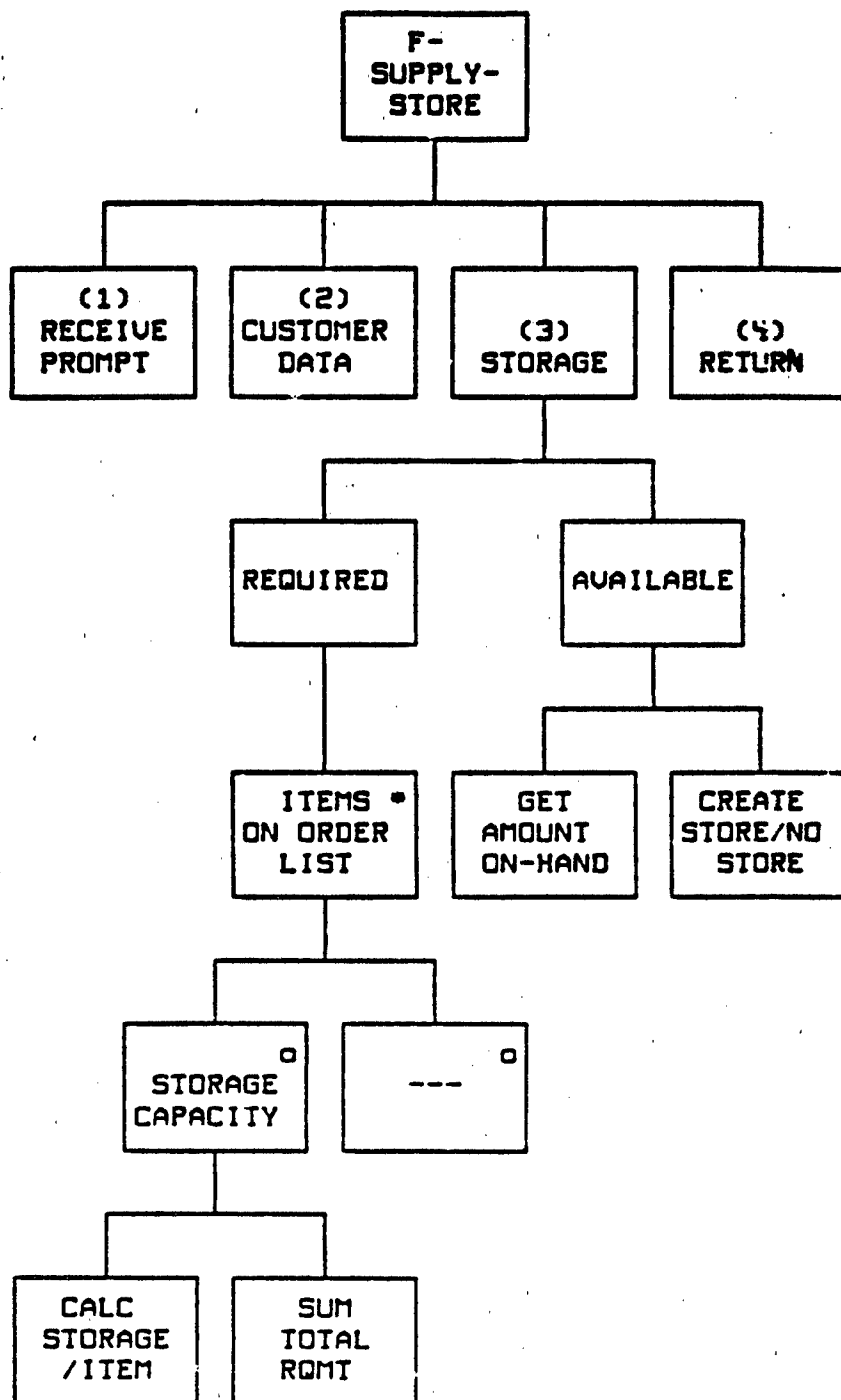 F-
SUPPLY-
STORE
(1)
RECEIVE
PROMPT
(2)
CUSTOMER
DATA
(3)
STORAGE
(4)
RETURN
REQUIRED
AVAILABLE
ITEMS *
ON ORDER
LIST
GET
AMOUNT
ON-HAND
CREATE
STORE/NO
STORE
o
STORAGE
CAPACITY
o
---
CALC
STORAGE
/ITEM
SUM
TOTAL
RQMT